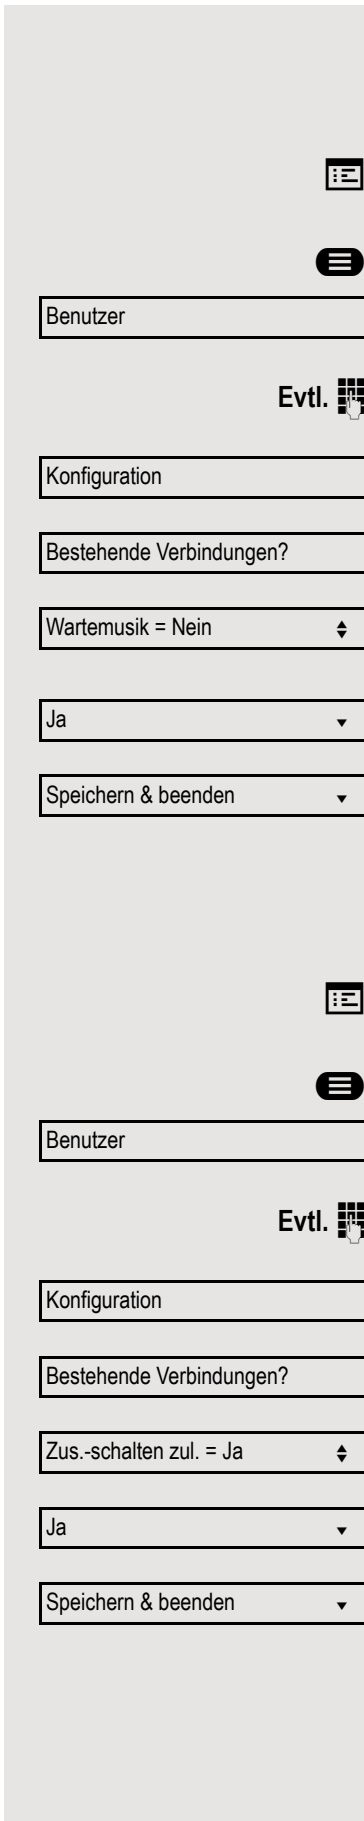 Benutzer
Evtl.
Konfiguration
Bestehende Verbindungen?
Wartemusik = Nein
Ja
Speichern & beenden
Benutzer
Evtl.
Konfiguration
Bestehende Verbindungen?
Zus.-schalten zul. = Ja
Ja
Speichern & beenden